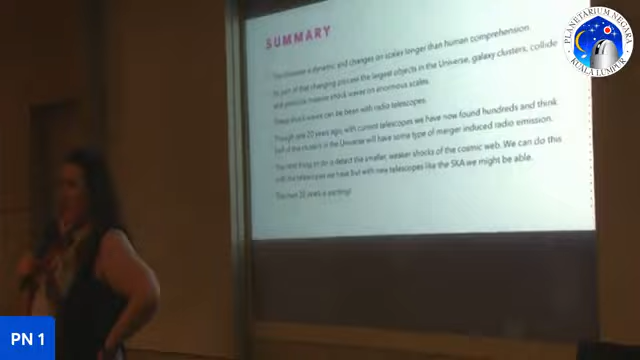 SUMMARY
The Universe is dynamic and changes on scales longer than human comprehension.
As part of that changing process the largest objects in the Universe, galaxy clusters, collide
and produce massive shock waves on enormous scales.
These shock waves can be seen with radio telescopes.
Though rare 20 years ago, with current telescopes we have now found hundreds and think
half of the clusters in the Universe will have some type of merger induced radio emission.
The next thing to do is detect the smaller, weaker shocks of the cosmic web. We can do this
with the telescopes we have but with new telescopes like the SKA we might be able.
The next 20 years is exciting!
PLANETARIUM NEGARA
KUALA LUMPUR
PN 1